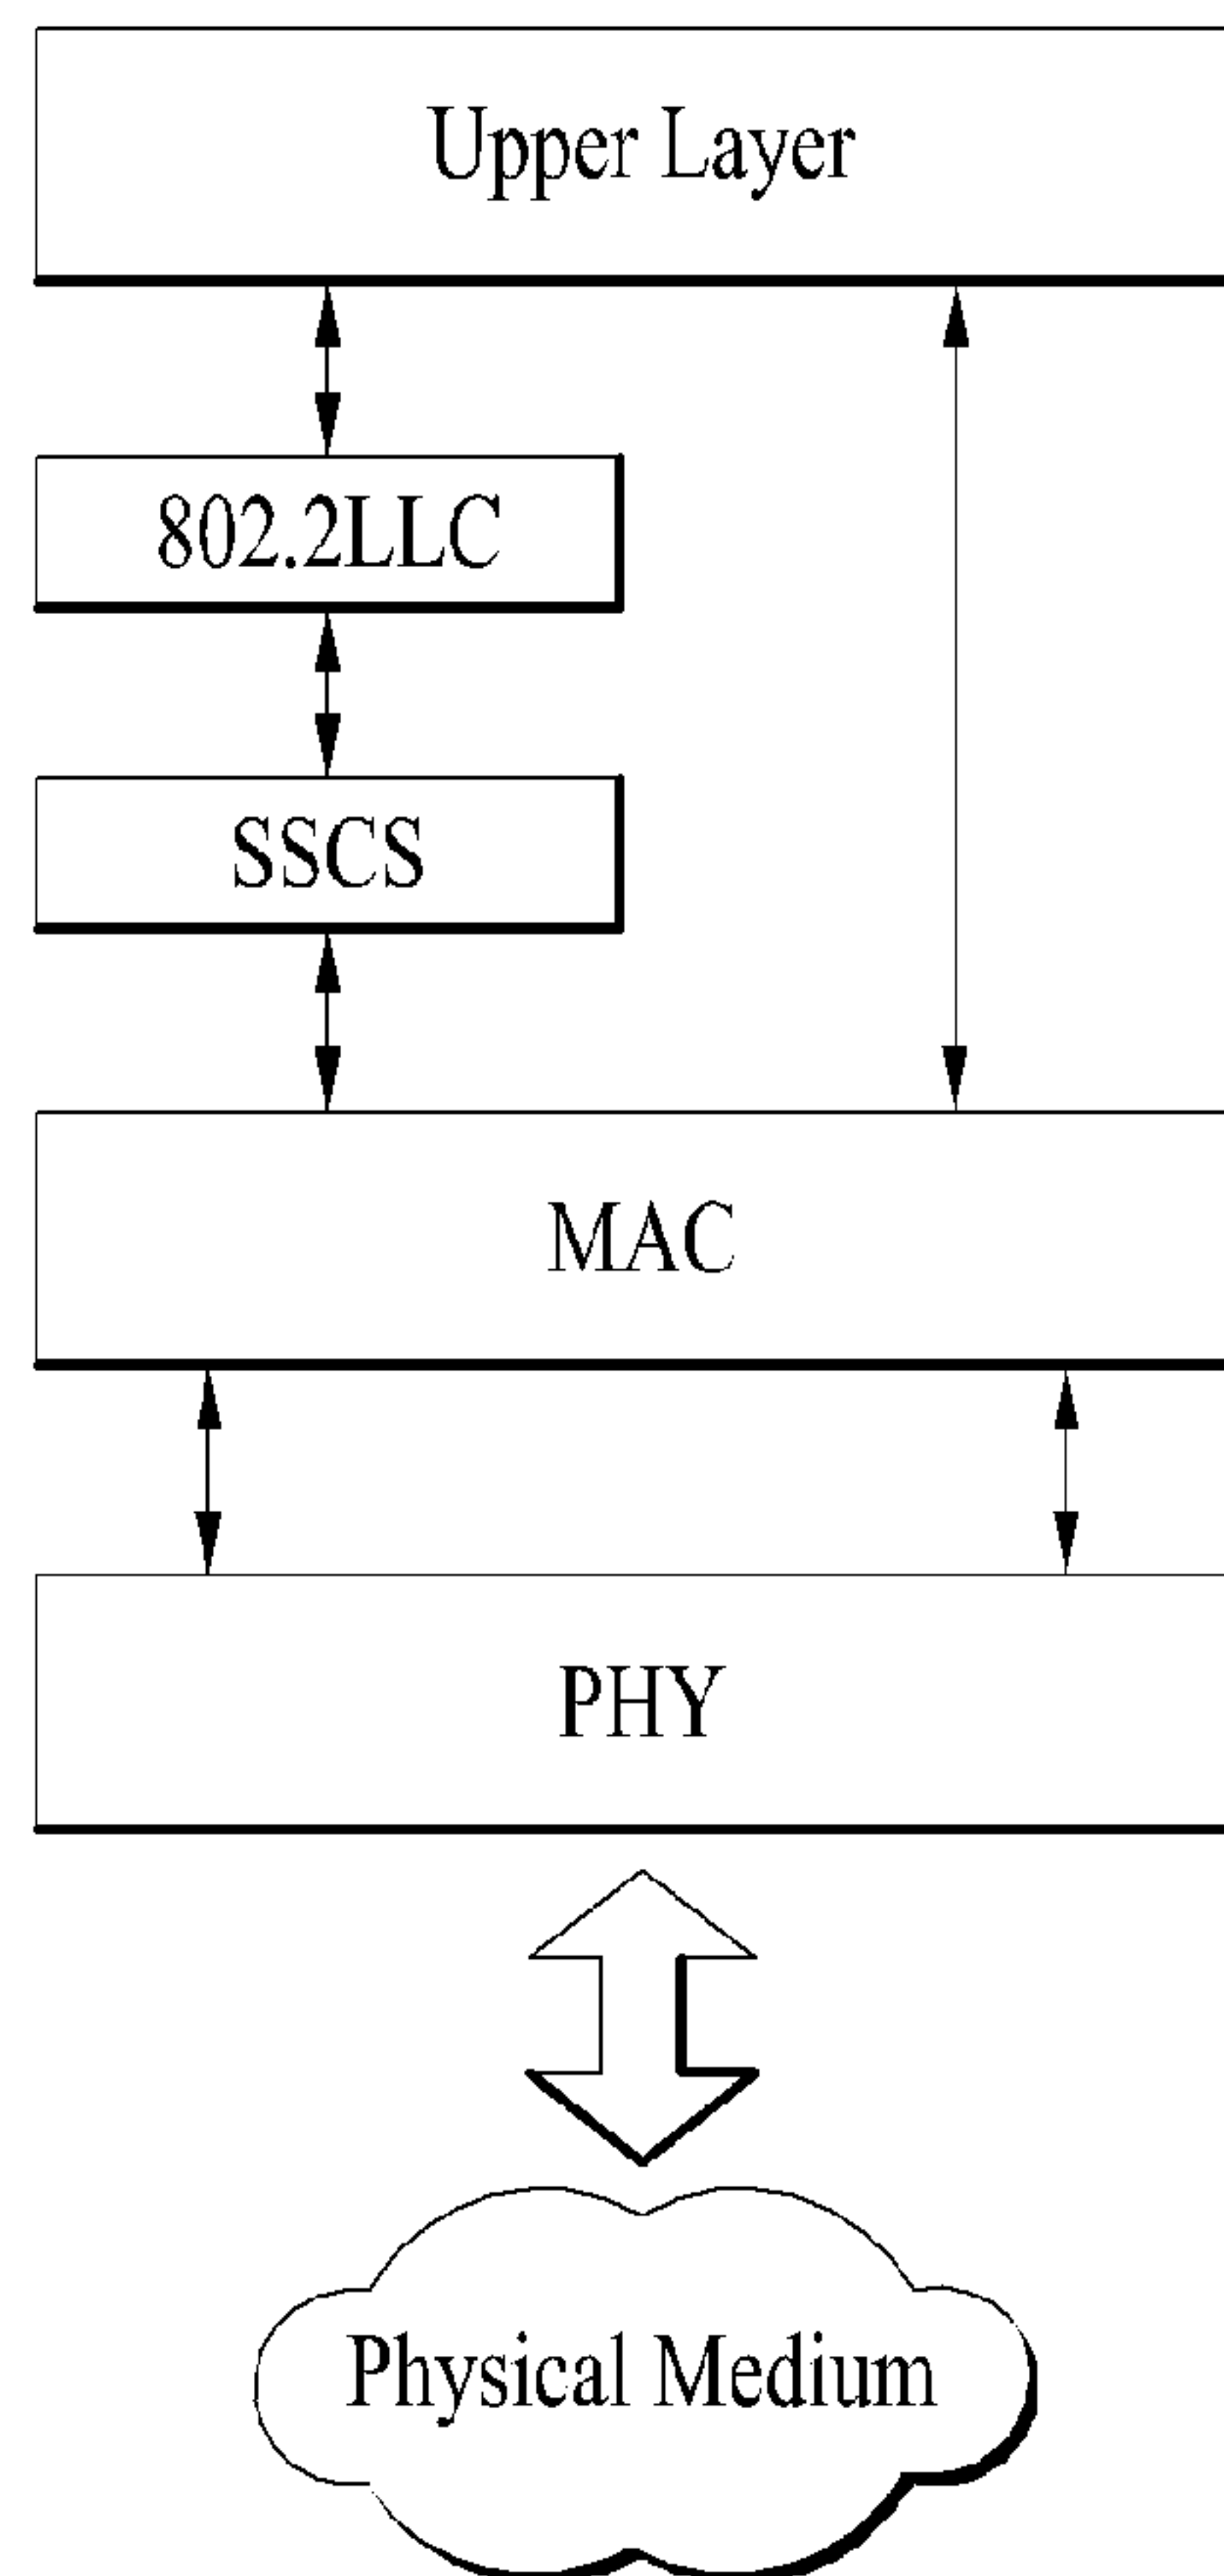 Upper Layer
802.2LLC
SSCS
MAC
PHY
Physical Medium